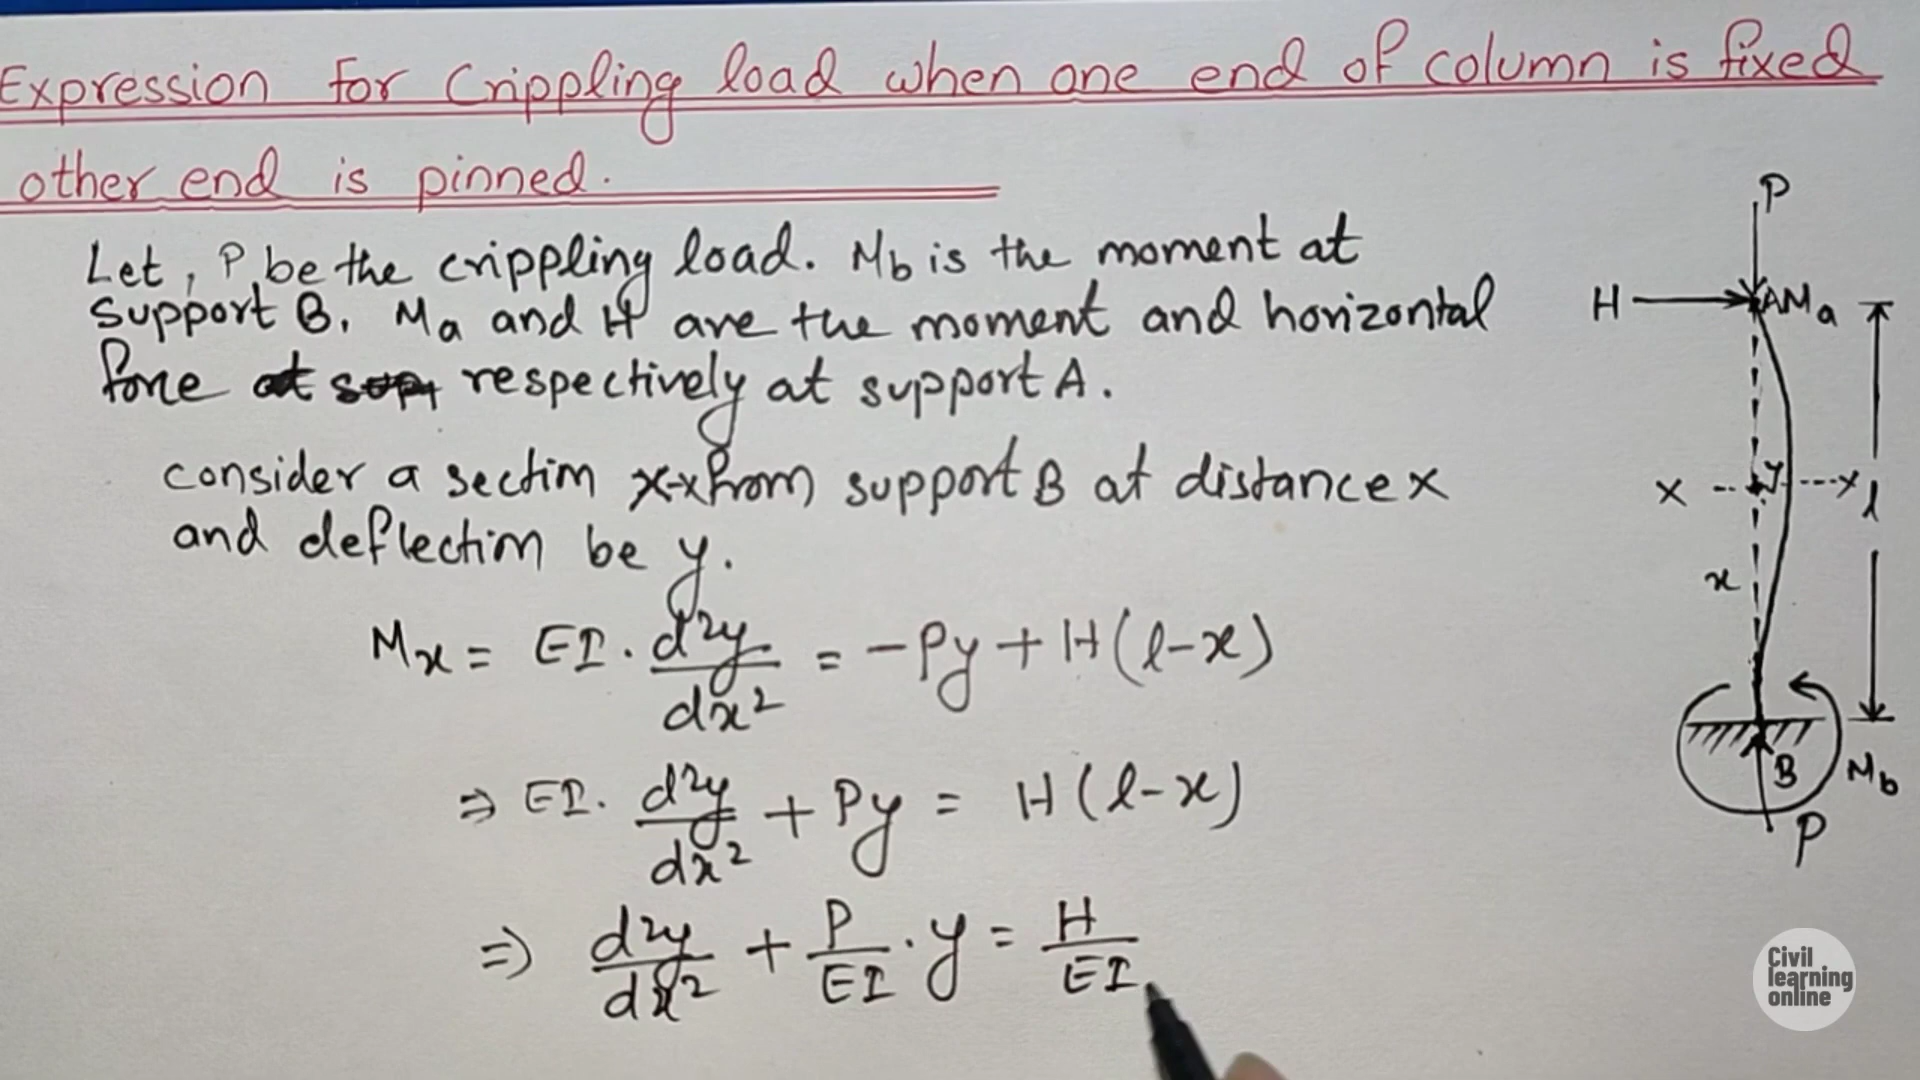 Expression for Crippling load when one end of column is fixed
other end is pinned.
Let, P be the crippling load. Mb is the moment at
Support B. Ma and H are the moment and horizontal
force at sup respectively at support A.
consider a section x-x from support B at distance x
and deflection be y.
Mx = EI . d²y/dx² = -Py + H(l-x)
⇒ EI . d²y/dx² + Py = H(l-x)
⇒ d²y/dx² + P/EI . y = H/EI
P
H
A Ma
X y X
l
x
B Mb
P
Civil
learning
online